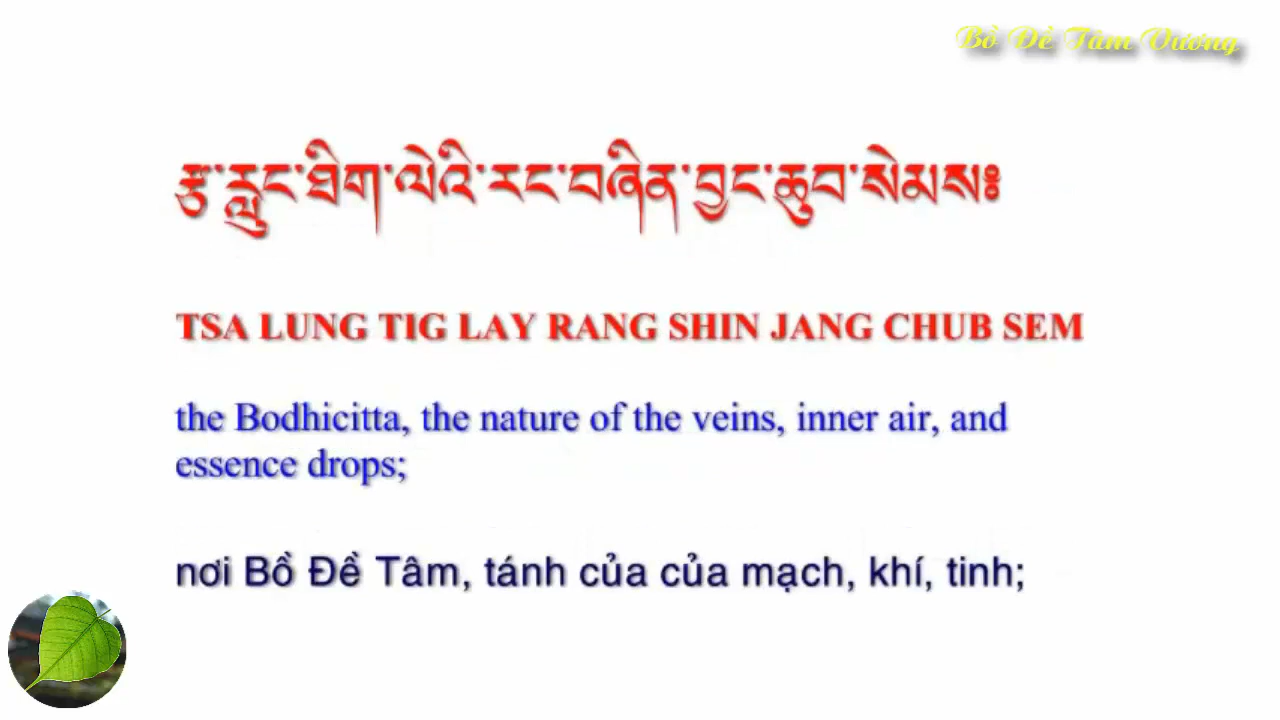 Bồ Đề Tâm Vương
རྩ་རླུང་ཐིག་ལེའི་རང་བཞིན་བྱང་ཆུབ་སེམས༔
TSA LUNG TIG LAY RANG SHIN JANG CHUB SEM
the Bodhicitta, the nature of the veins, inner air, and
essence drops;
nơi Bồ Đề Tâm, tánh của của mạch, khí, tinh;